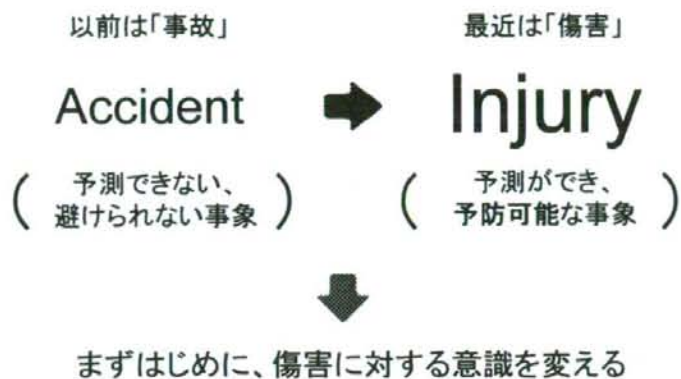 以前は「事故」
最近は「傷害」
Accident
Injury
( 予測できない、
避けられない事象 )
( 予測ができ、
予防可能な事象 )
まずはじめに、傷害に対する意識を変える